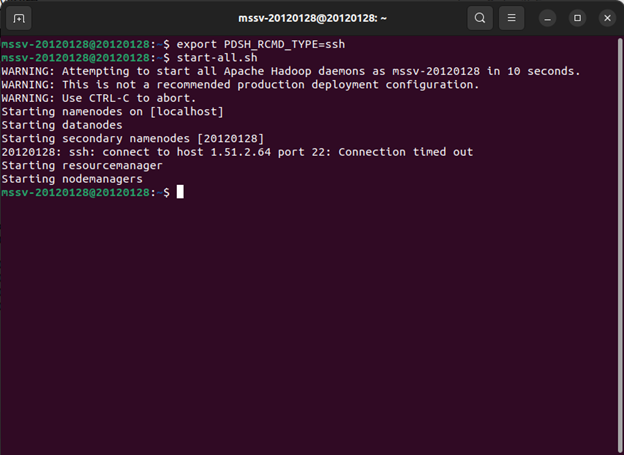 mssv-20120128@20120128: ~
mssv-20120128@20120128:~$ export PDSH_RCMD_TYPE=ssh
mssv-20120128@20120128:~$ start-all.sh
WARNING: Attempting to start all Apache Hadoop daemons as mssv-20120128 in 10 seconds.
WARNING: This is not a recommended production deployment configuration.
WARNING: Use CTRL-C to abort.
Starting namenodes on [localhost]
Starting datanodes
Starting secondary namenodes [20120128]
20120128: ssh: connect to host 1.51.2.64 port 22: Connection timed out
Starting resourcemanager
Starting nodemanagers
mssv-20120128@20120128:~$